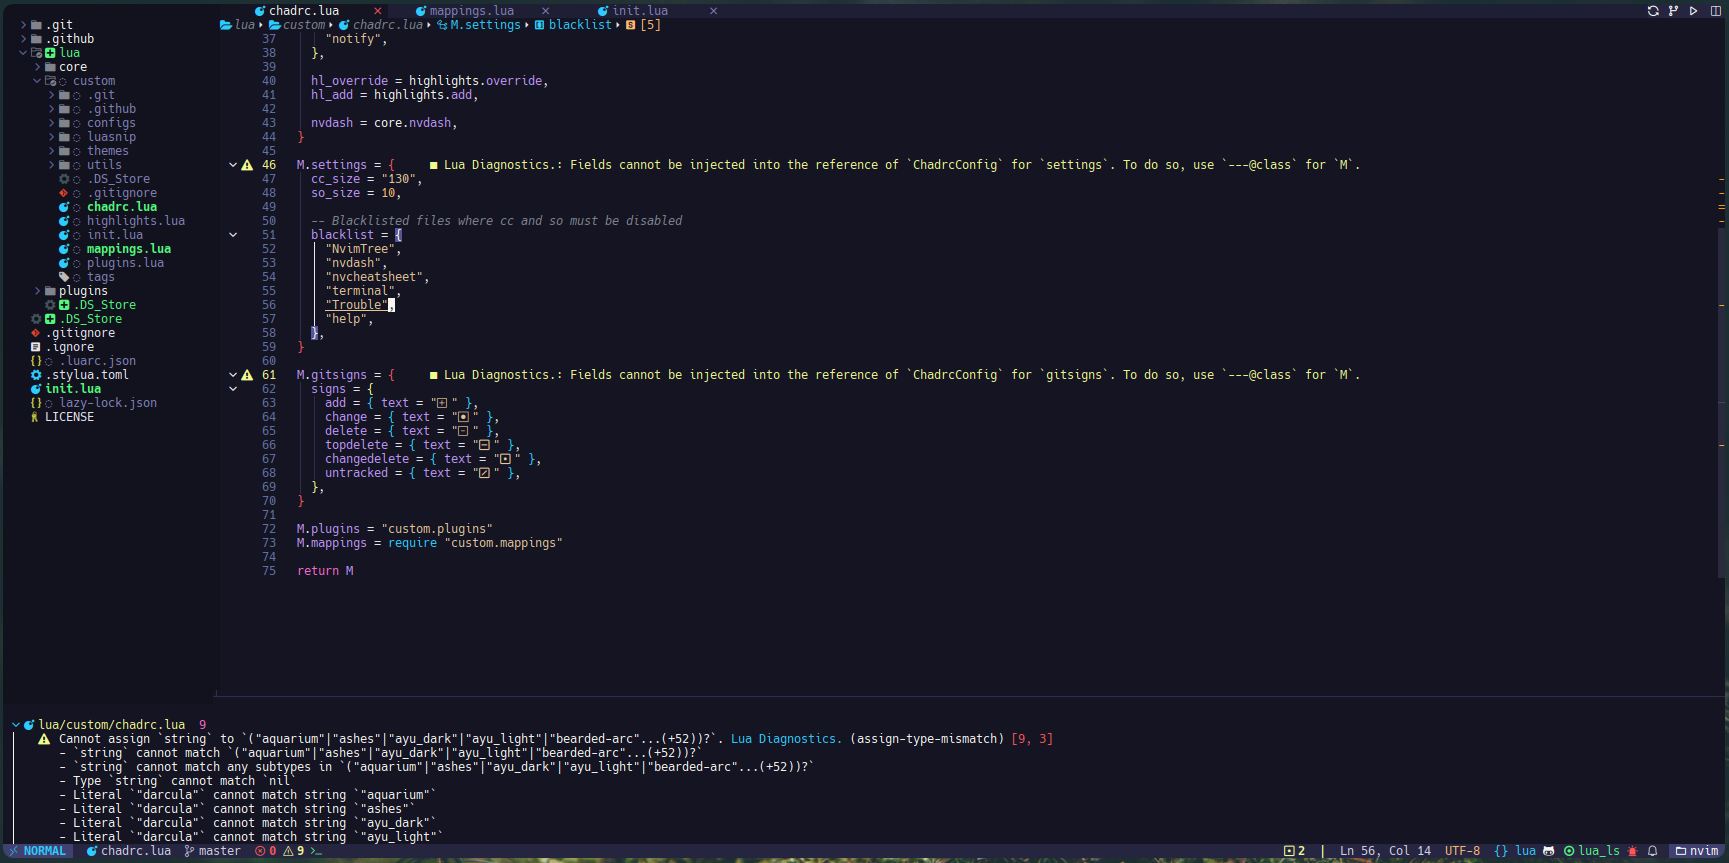 chadrc.lua
mappings.lua
init.lua
lua custom chadrc.lua M.settings blacklist [5]
.git
.github
lua
core
custom
.git
.github
configs
luasnip
themes
utils
.DS_Store
.gitignore
chadrc.lua
highlights.lua
init.lua
mappings.lua
plugins.lua
tags
plugins
.DS_Store
.DS_Store
.gitignore
.ignore
.luarc.json
.stylua.toml
init.lua
lazy-lock.json
LICENSE
37 "notify",
38 },
39
40 hl_override = highlights.override,
41 hl_add = highlights.add,
42
43 nvdash = core.nvdash,
44 }
45
46 M.settings = { ■ Lua Diagnostics.: Fields cannot be injected into the reference of `ChadrcConfig` for `settings`. To do so, use `---@class` for `M`.
47 cc_size = "130",
48 so_size = 10,
49
50 -- Blacklisted files where cc and so must be disabled
51 blacklist = {
52 "NvimTree",
53 "nvdash",
54 "nvcheatsheet",
55 "terminal",
56 "Trouble",
57 "help",
58 },
59 }
60
61 M.gitsigns = { ■ Lua Diagnostics.: Fields cannot be injected into the reference of `ChadrcConfig` for `gitsigns`. To do so, use `---@class` for `M`.
62 signs = {
63 add = { text = " " },
64 change = { text = " " },
65 delete = { text = " " },
66 topdelete = { text = " " },
67 changedelete = { text = " " },
68 untracked = { text = " " },
69 },
70 }
71
72 M.plugins = "custom.plugins"
73 M.mappings = require "custom.mappings"
74
75 return M
lua/custom/chadrc.lua 9
Cannot assign `string` to `("aquarium"|"ashes"|"ayu_dark"|"ayu_light"|"bearded-arc"...(+52))?`. Lua Diagnostics. (assign-type-mismatch) [9, 3]
- `string` cannot match `("aquarium"|"ashes"|"ayu_dark"|"ayu_light"|"bearded-arc"...(+52))?`
- `string` cannot match any subtypes in `("aquarium"|"ashes"|"ayu_dark"|"ayu_light"|"bearded-arc"...(+52))?`
- Type `string` cannot match `nil`
- Literal `"darcula"` cannot match string `"aquarium"`
- Literal `"darcula"` cannot match string `"ashes"`
- Literal `"darcula"` cannot match string `"ayu_dark"`
- Literal `"darcula"` cannot match string `"ayu_light"`
NORMAL chadrc.lua master 0 9 2 | Ln 56, Col 14 UTF-8 {} lua lua_ls nvim